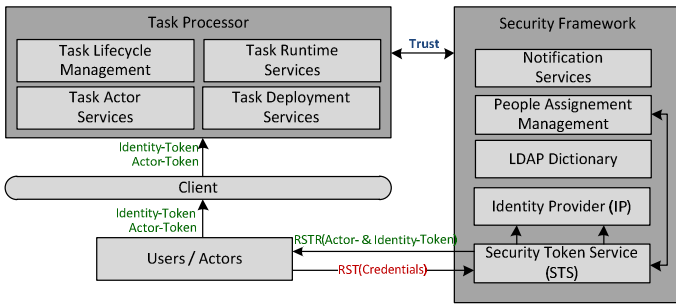 Task Processor
Task Lifecycle
Management
Task Runtime
Services
Task Actor
Services
Task Deployment
Services
Trust
Security Framework
Notification
Services
People Assignement
Management
LDAP Dictionary
Identity Provider (IP)
Security Token Service
(STS)
Identity-Token
Actor-Token
Client
Identity-Token
Actor-Token
Users / Actors
RSTR(Actor- & Identity-Token)
RST(Credentials)